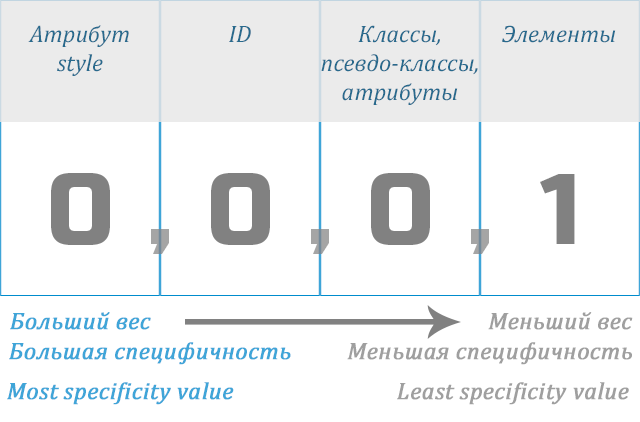 Атрибут
style
ID
Классы,
псевдо-классы,
атрибуты
Элементы
0,0,0,1
Больший вес
Меньший вес
Большая специфичность
Меньшая специфичность
Most specificity value
Least specificity value